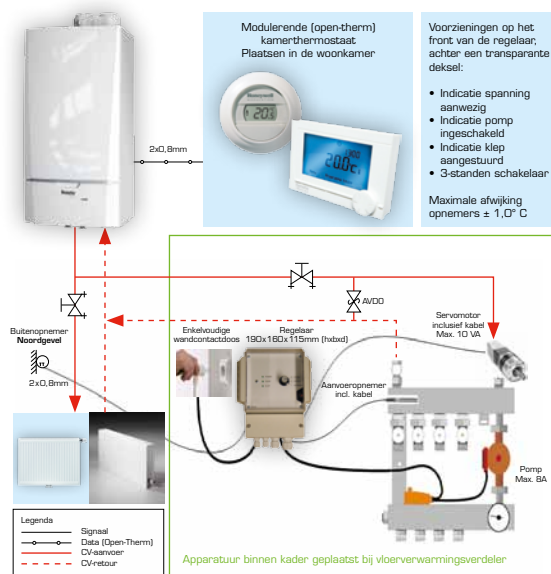 Modulerende (open-therm)
kamerthermostaat
Plaatsen in de woonkamer
Voorzieningen op het
front van de regelaar,
achter een transparante
deksel:
• Indicatie spanning
aanwezig
• Indicatie pomp
ingeschakeld
• Indicatie klep
aangestuurd
• 3-standen schakelaar
Maximale afwijking
opnemers ± 1,0° C
Honeywell
2x0,8mm
AVDO
Servomotor
inclusief kabel
Max. 10 VA
Buitenopnemer
Noordgevel
2x0,8mm
Enkelvoudige
wandcontactdoos
Regelaar
190x160x115mm (hxbxd)
Aanvoeropnemer
incl. kabel
Pomp
Max. 8A
Legenda
Signaal
Data (Open-Therm)
CV-aanvoer
CV-retour
Apparatuur binnen kader geplaatst bij vloerverwarmingsverdeler